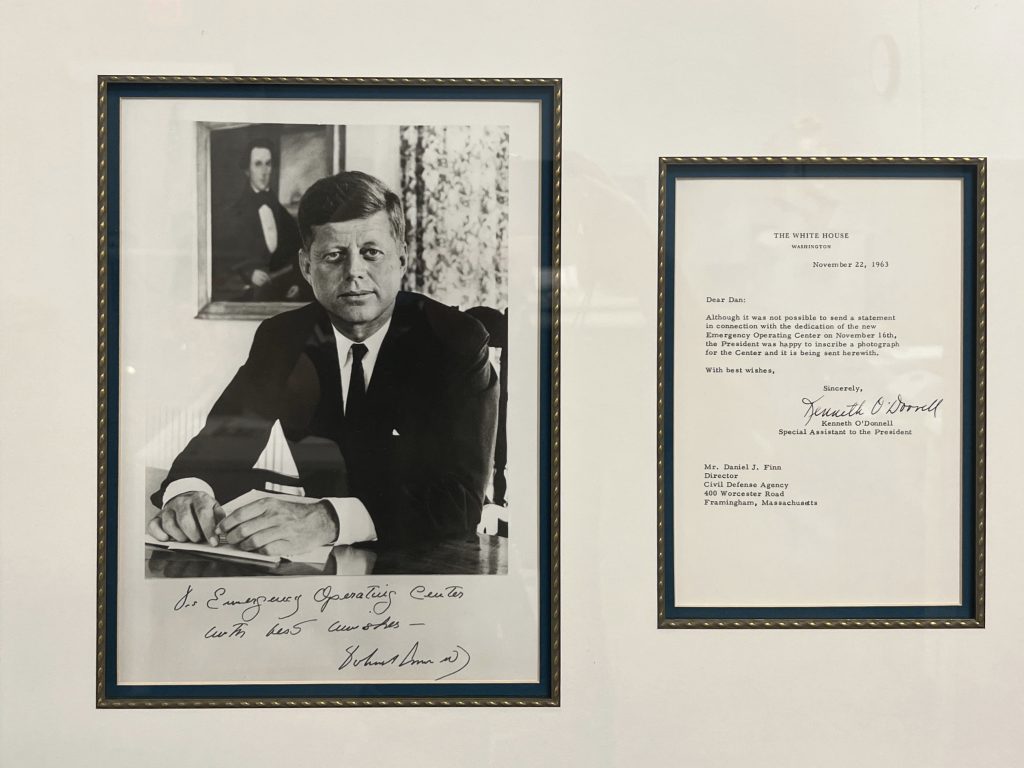 To Emergency Operating Center
with best wishes —
THE WHITE HOUSE
WASHINGTON
November 22, 1963
Dear Dan:
Although it was not possible to send a statement
in connection with the dedication of the new
Emergency Operating Center on November 16th,
the President was happy to inscribe a photograph
for the Center and it is being sent herewith.
With best wishes,
Sincerely,
Kenneth O'Donnell
Kenneth O'Donnell
Special Assistant to the President
Mr. Daniel J. Finn
Director
Civil Defense Agency
400 Worcester Road
Framingham, Massachusetts